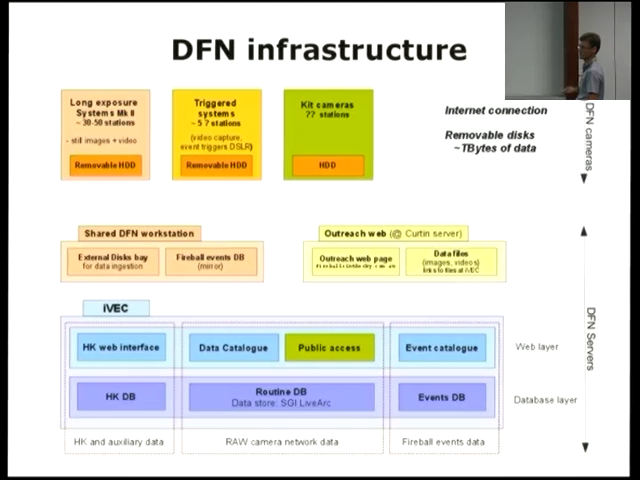 DFN infrastructure
Long exposure
Systems Mk II
~ 30-50 stations
- still images + video
Removable HDD
Triggered
systems
~ 5 ? stations
(video capture,
event triggers DSLR)
Removable HDD
Kit cameras
?? stations
HDD
Internet connection
Removable disks
~TBytes of data
DFN cameras
Shared DFN workstation
External Disks bay
for data ingestion
Fireball events DB
(mirror)
Outreach web (@ Curtin server)
Outreach web page
Data files
(images, videos)
links to files at iVEC
iVEC
HK web interface
Data Catalogue
Public access
Event catalogue
Web layer
HK DB
Routine DB
Data store: SGI LiveArc
Events DB
Database layer
HK and auxiliary data
RAW camera network data
Fireball events data
DFN Servers